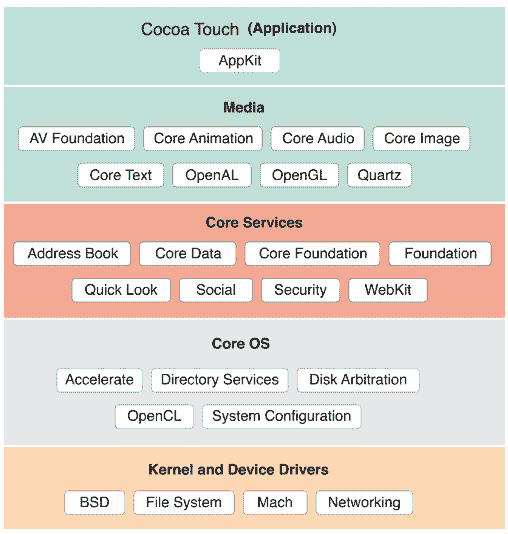 Cocoa Touch (Application)
AppKit
Media
AV Foundation Core Animation Core Audio Core Image
Core Text OpenAL OpenGL Quartz
Core Services
Address Book Core Data Core Foundation Foundation
Quick Look Social Security WebKit
Core OS
Accelerate Directory Services Disk Arbitration
OpenCL System Configuration
Kernel and Device Drivers
BSD File System Mach Networking